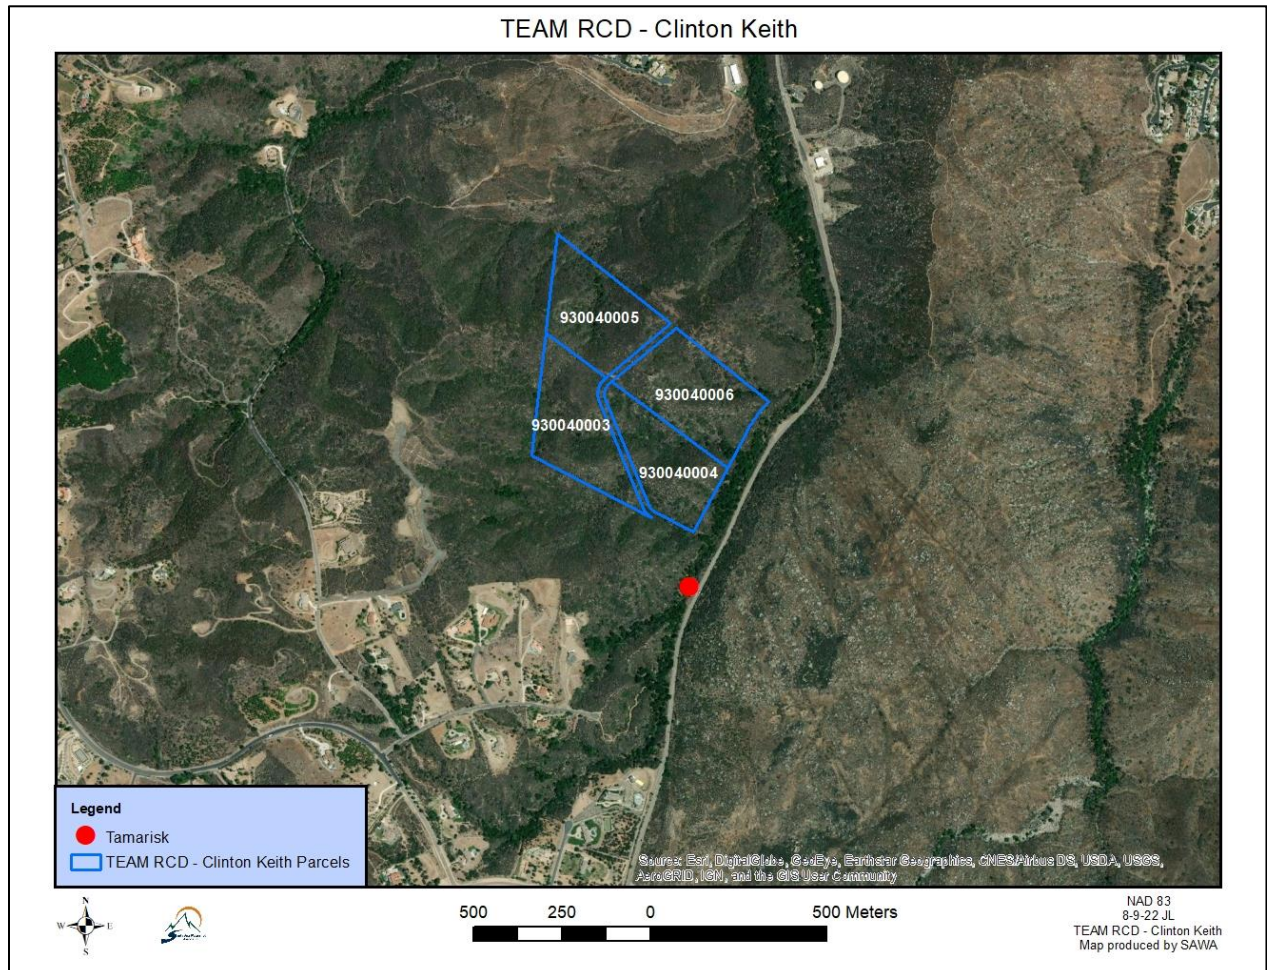 TEAM RCD - Clinton Keith
930040005
930040006
930040003
930040004
Legend
Tamarisk
TEAM RCD - Clinton Keith Parcels
Source: Esri, DigitalGlobe, GeoEye, Earthstar Geographics, CNES/Airbus DS, USDA, USGS,
AeroGRID, IGN, and the GIS User Community
N
W E
S
500 250 0 500 Meters
NAD 83
8-9-22 JL
TEAM RCD - Clinton Keith
Map produced by SAWA